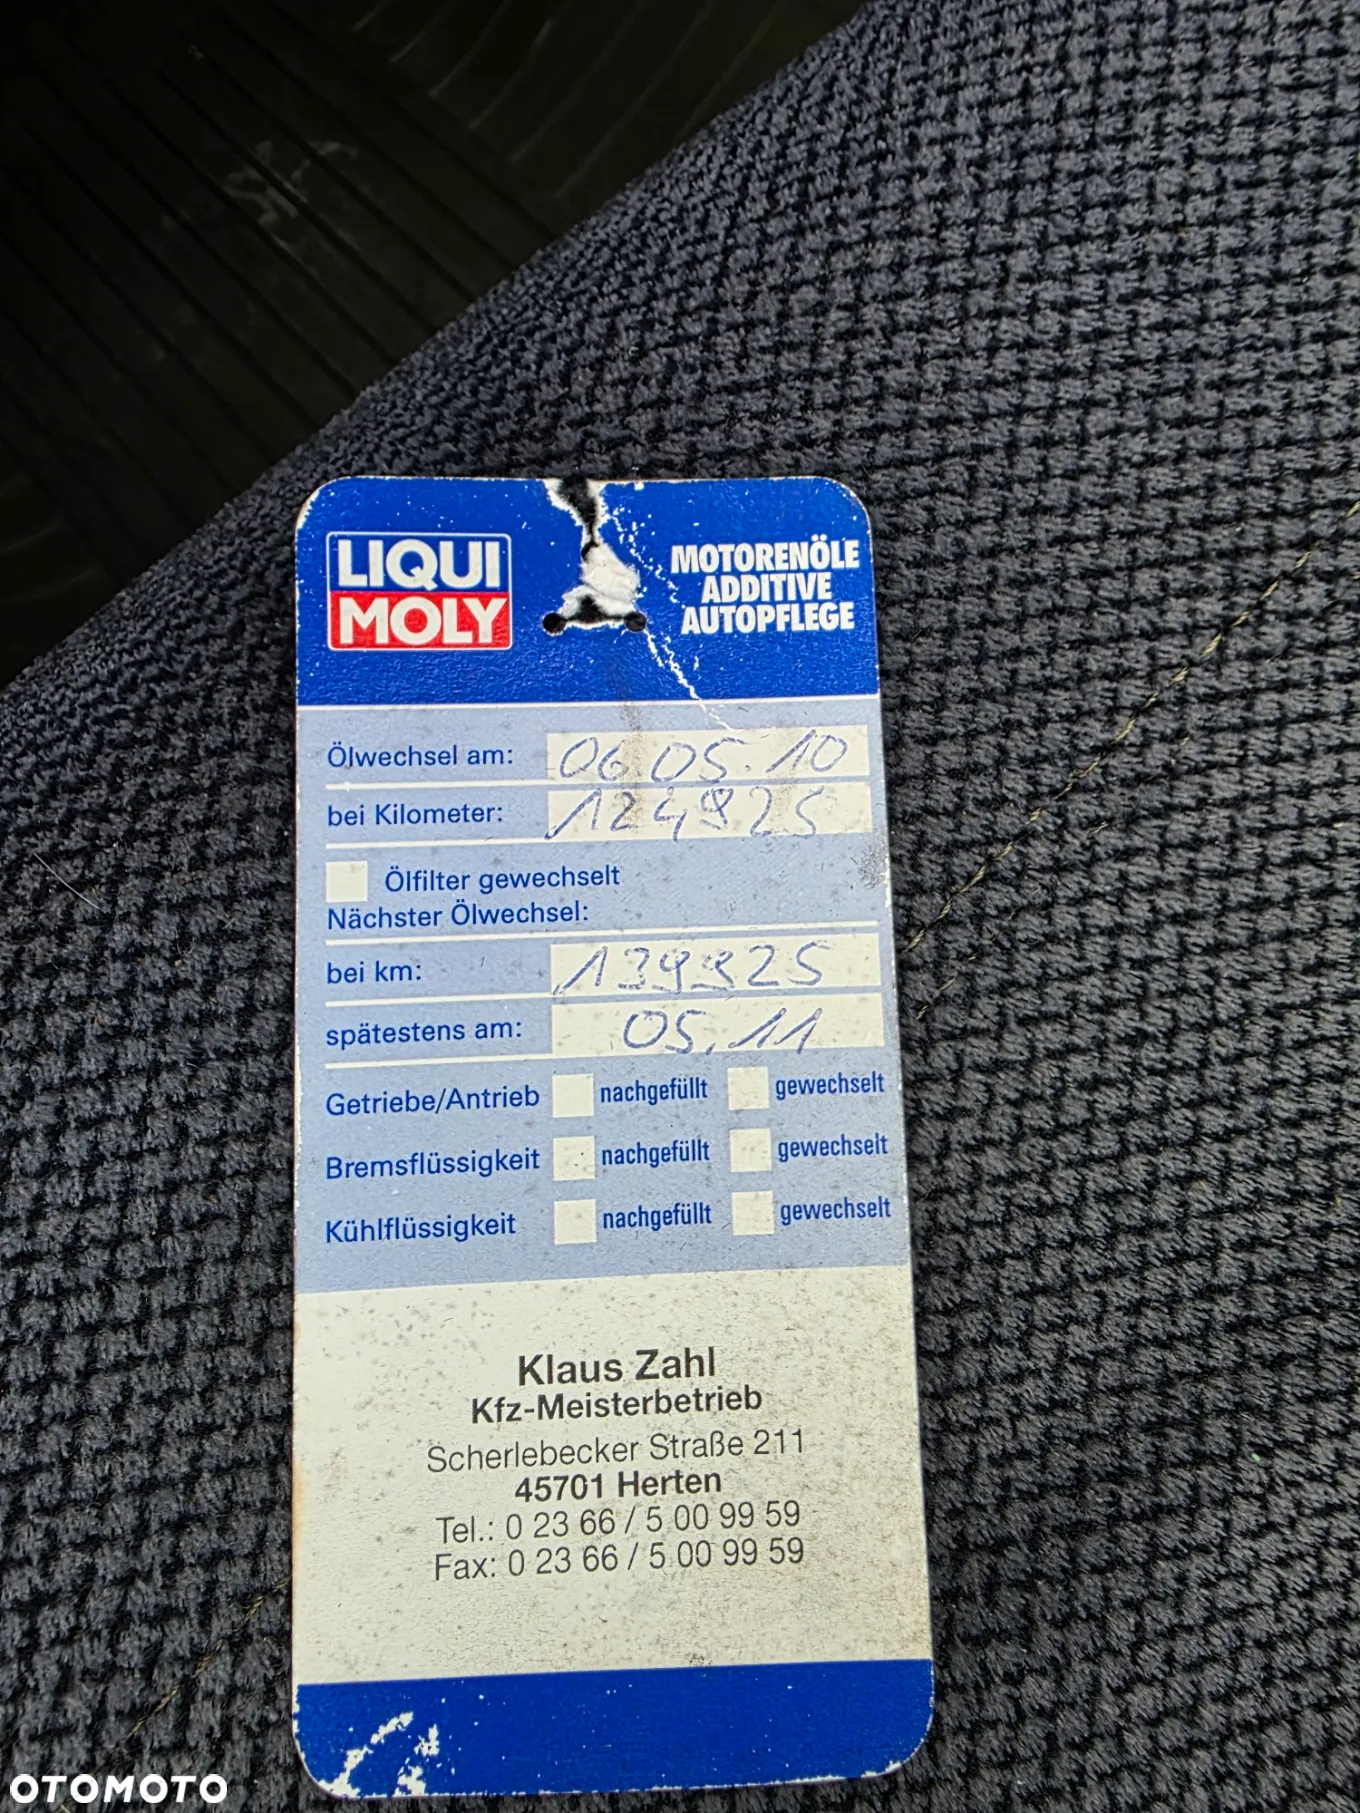 LIQUI
MOLY
MOTORENÖLE
ADDITIVE
AUTOPFLEGE
Ölwechsel am: 06.05.10
bei Kilometer: 124925
Ölfilter gewechselt
Nächster Ölwechsel:
bei km: 139925
spätestens am: 05.11
Getriebe/Antrieb nachgefüllt gewechselt
Bremsflüssigkeit nachgefüllt gewechselt
Kühlflüssigkeit nachgefüllt gewechselt
Klaus Zahl
Kfz-Meisterbetrieb
Scherlebecker Straße 211
45701 Herten
Tel.: 0 23 66 / 5 00 99 59
Fax: 0 23 66 / 5 00 99 59
OTOMOTO